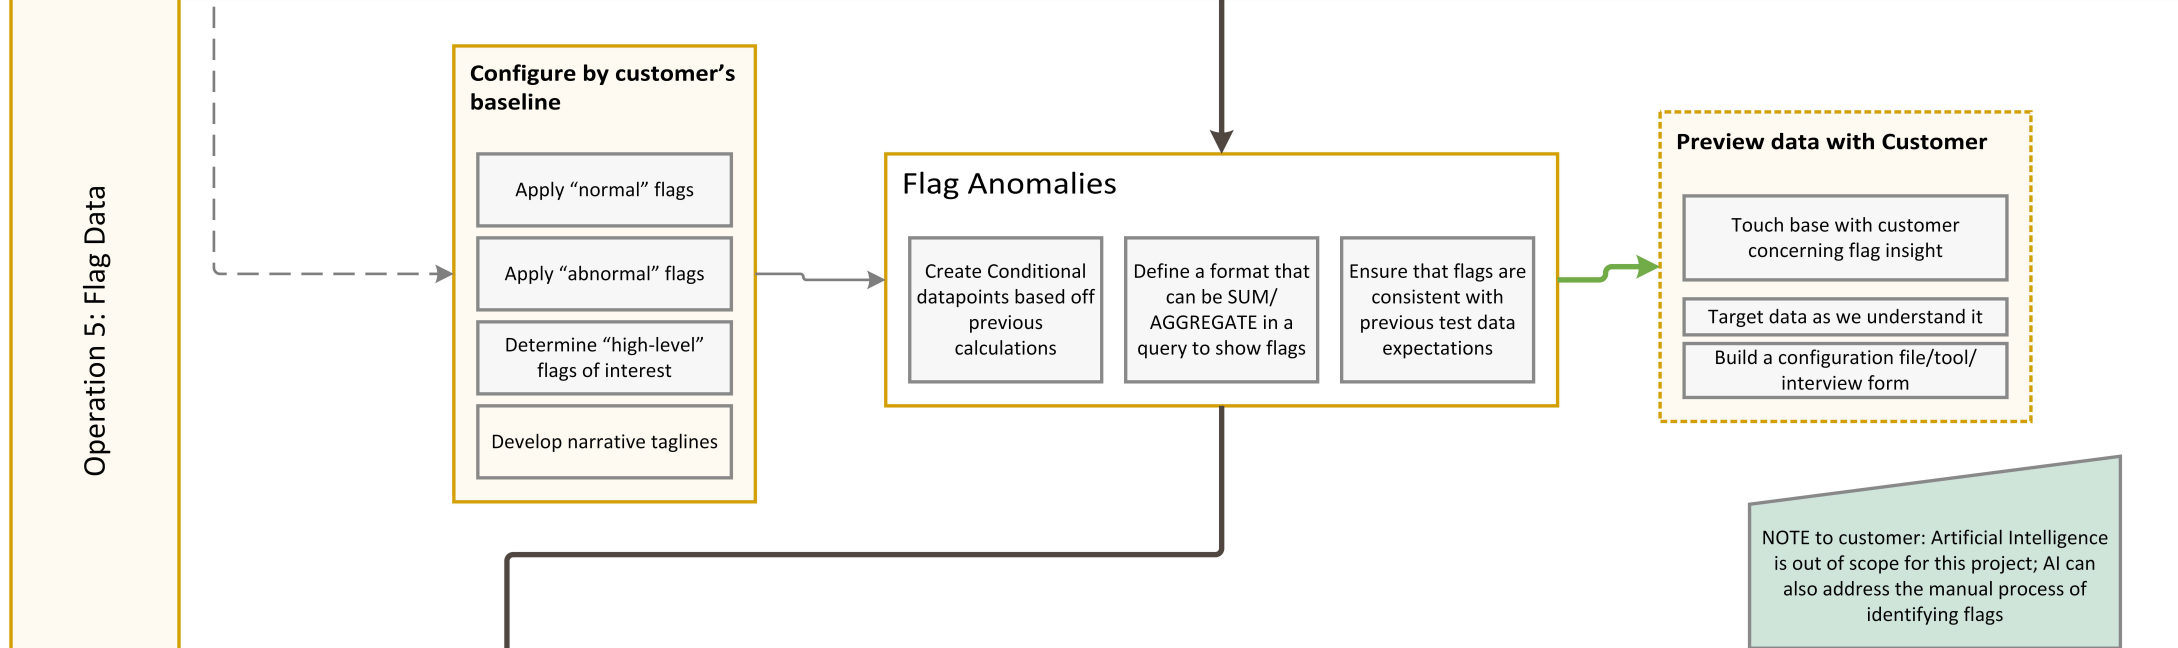 Operation 5: Flag Data
Configure by customer’s
baseline
Apply “normal” flags
Apply “abnormal” flags
Determine “high-level”
flags of interest
Develop narrative taglines
Flag Anomalies
Create Conditional
datapoints based off
previous
calculations
Define a format that
can be SUM/
AGGREGATE in a
query to show flags
Ensure that flags are
consistent with
previous test data
expectations
Preview data with Customer
Touch base with customer
concerning flag insight
Target data as we understand it
Build a configuration file/tool/
interview form
NOTE to customer: Artificial Intelligence
is out of scope for this project; AI can
also address the manual process of
identifying flags